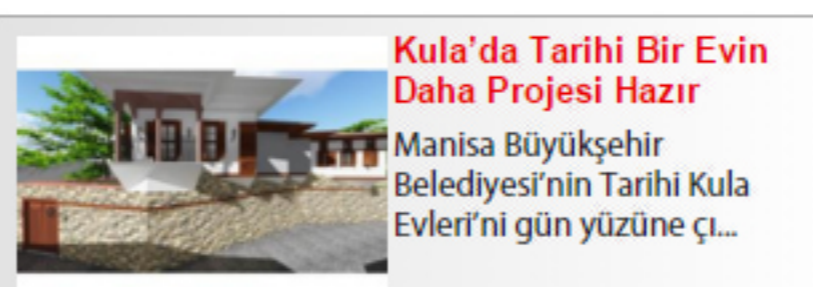 Kula’da Tarihi Bir Evin
Daha Projesi Hazır
Manisa Büyükşehir
Belediyesi’nin Tarihi Kula
Evleri’ni gün yüzüne çı...